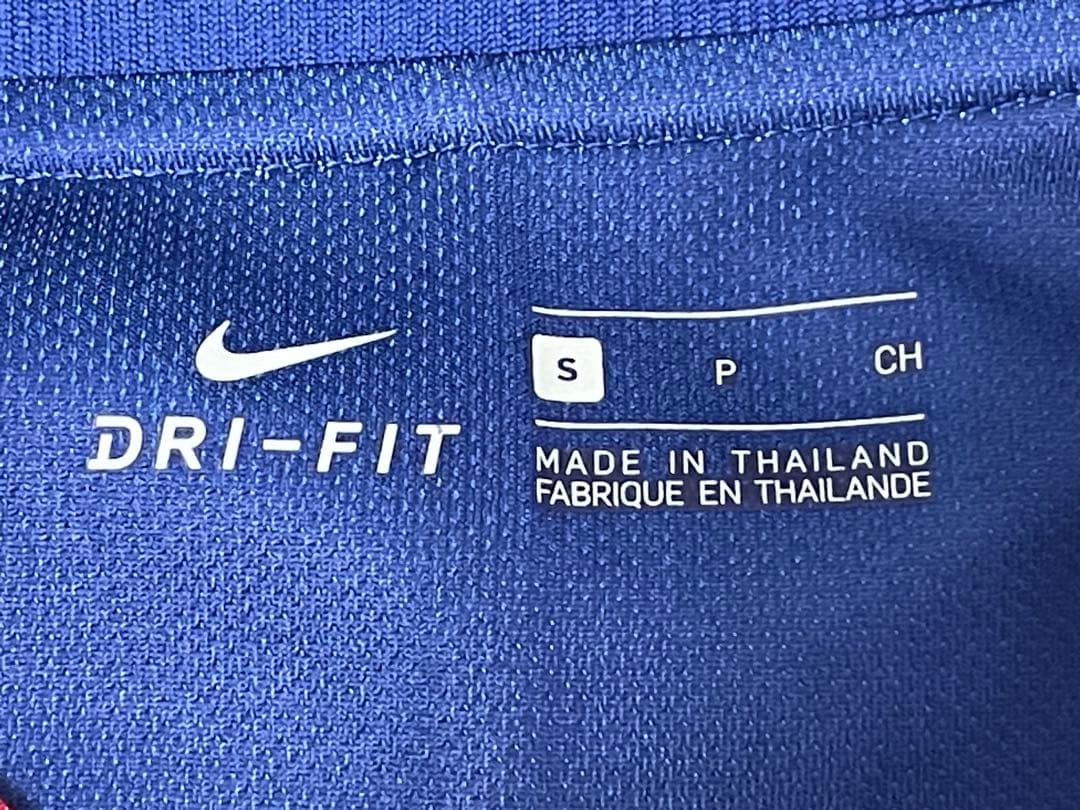 DRI-FIT
S P CH
MADE IN THAILAND
FABRIQUE EN THAILANDE